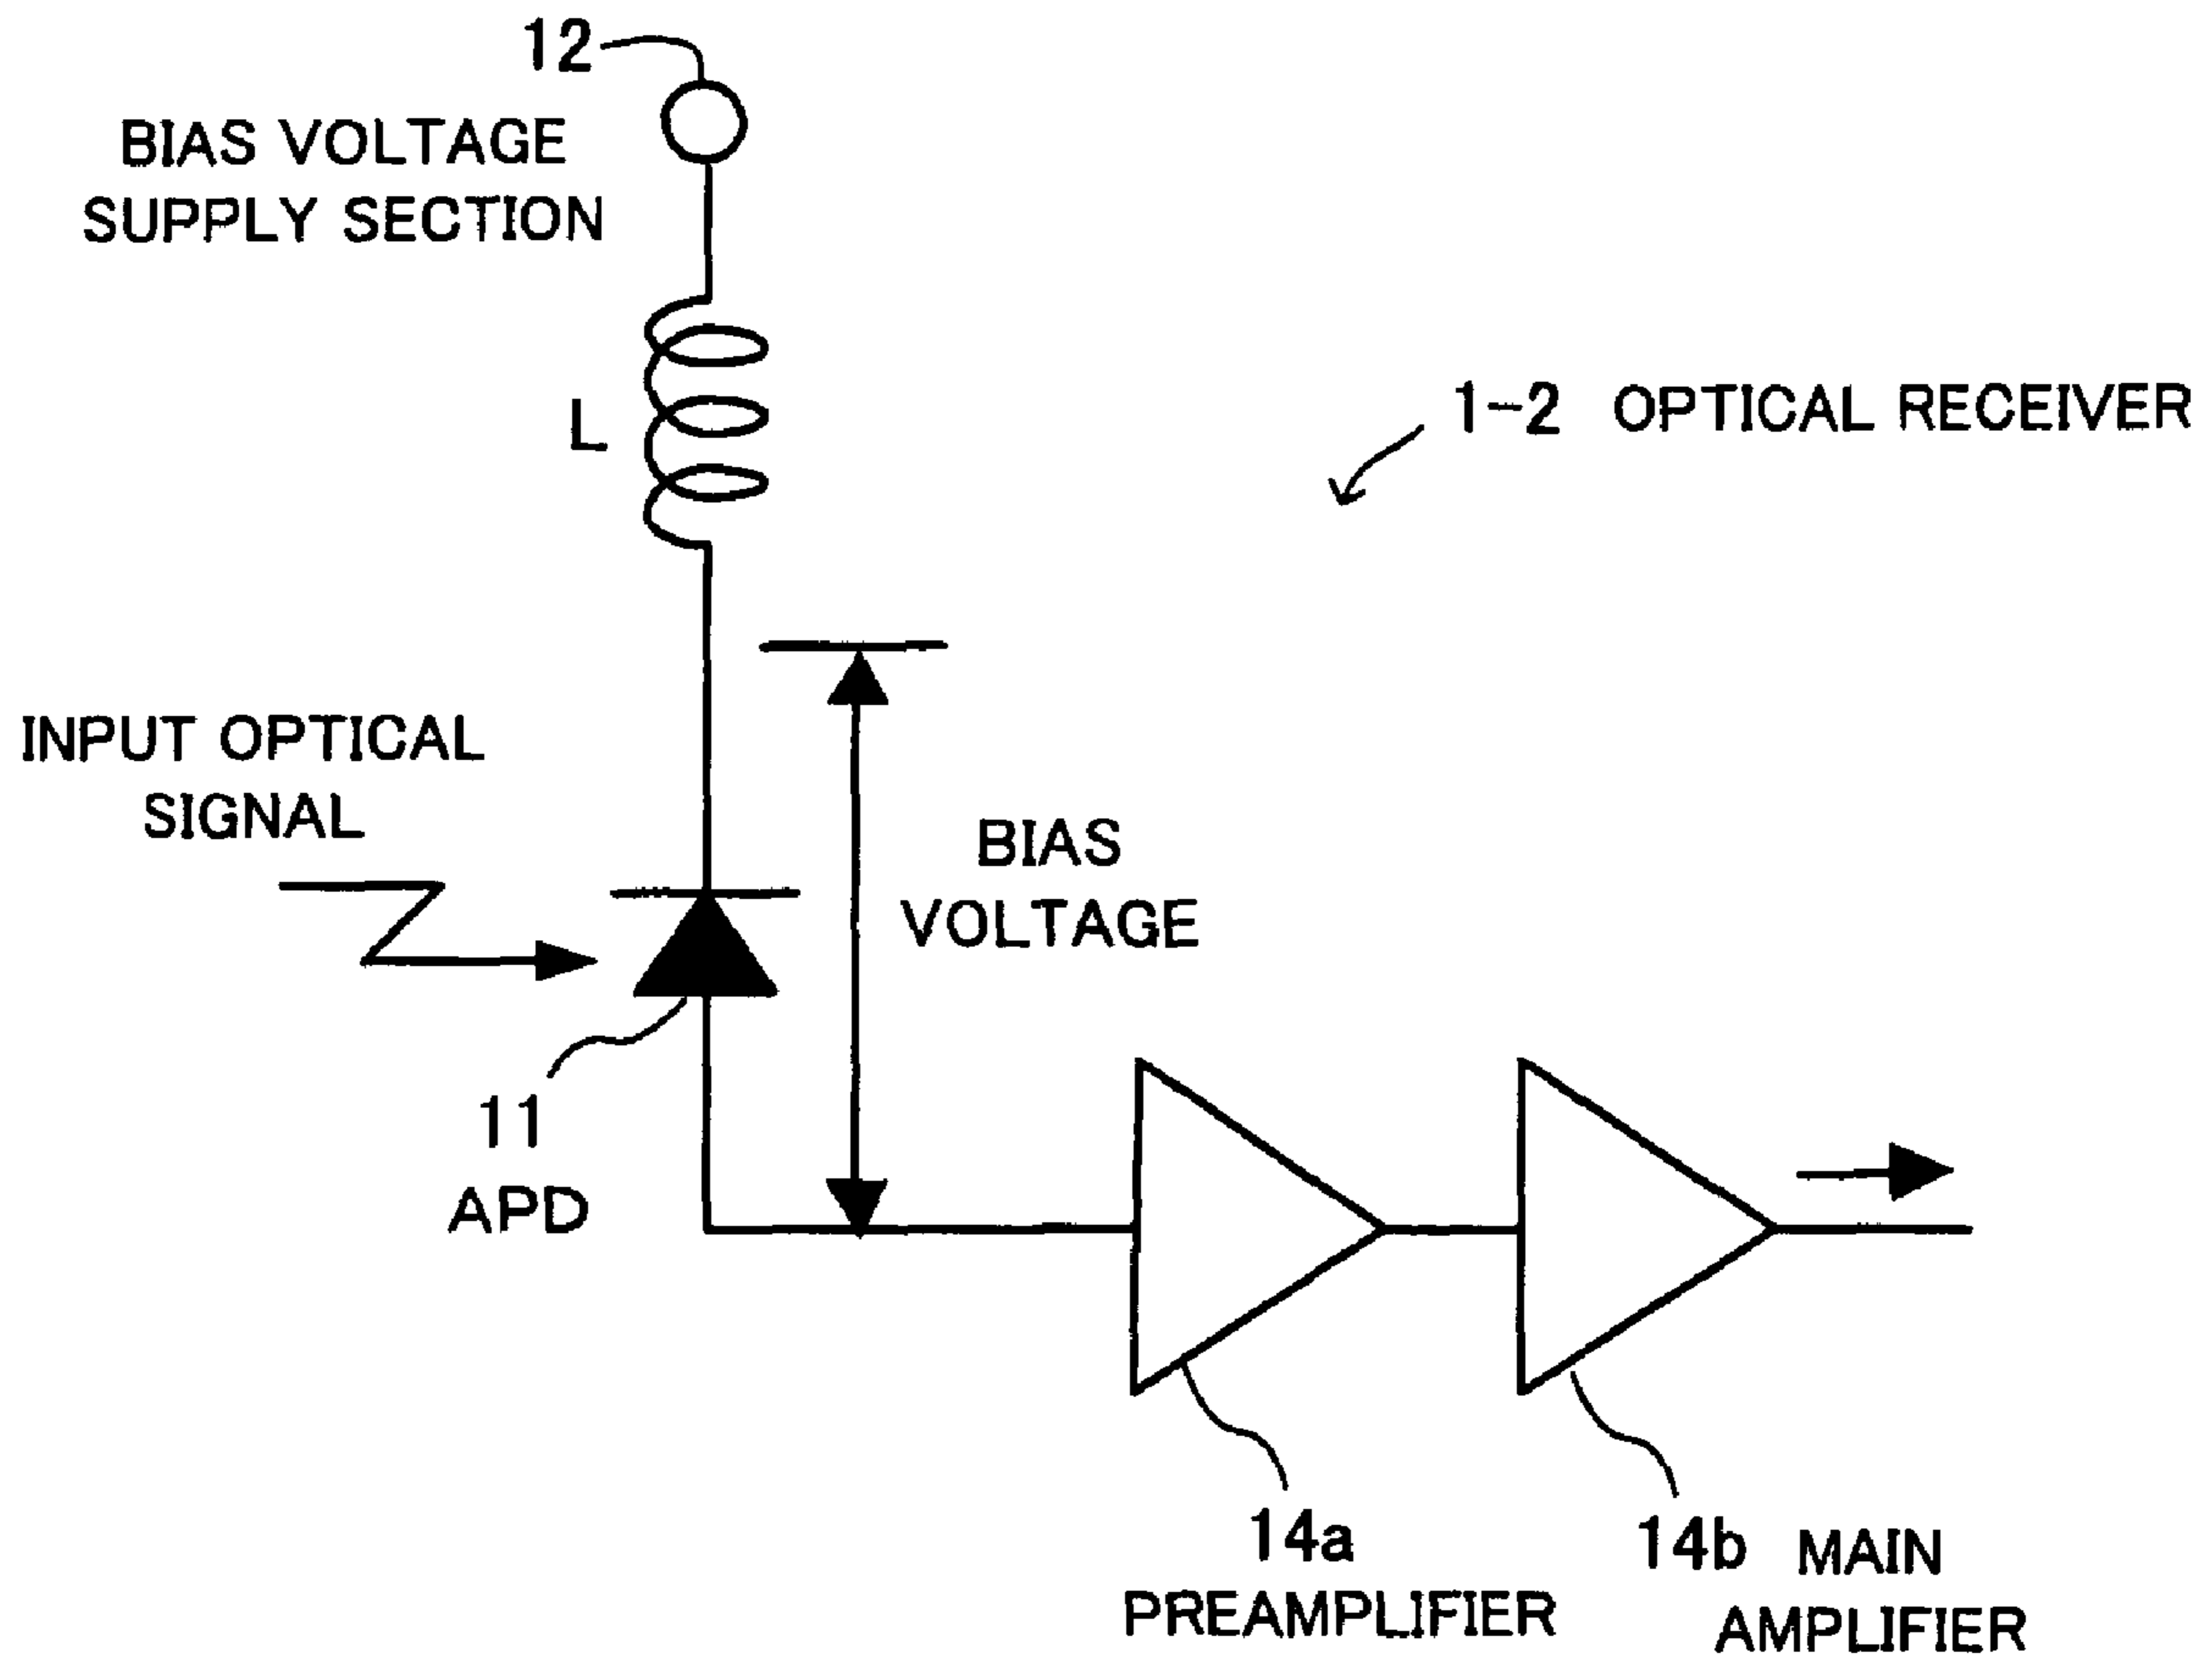 12
BIAS VOLTAGE
SUPPLY SECTION
L
1-2 OPTICAL RECEIVER
INPUT OPTICAL
SIGNAL
BIAS
VOLTAGE
11
APD
14a
PREAMPLIFIER
14b MAIN
AMPLIFIER